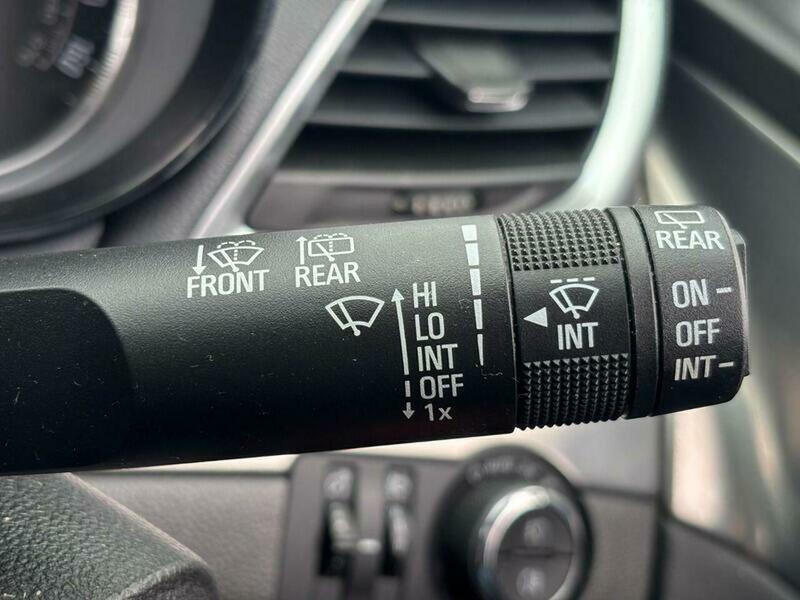 FRONT
REAR
HI
LO
INT
OFF
1x
INT
REAR
ON
OFF
INT